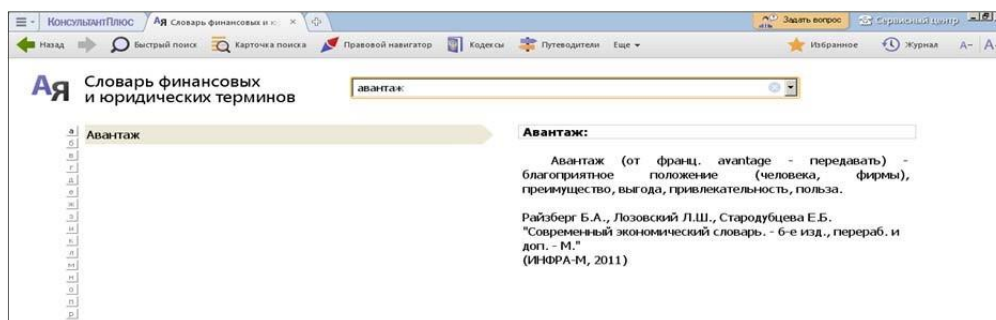 КонсультантПлюс
Ая Словарь финансовых и ю
Задать вопрос
Сервисный центр
Назад
Быстрый поиск
Карточка поиска
Правовой навигатор
Кодексы
Путеводители
Еще
Избранное
Журнал
А-
А
Ая
Словарь финансовых
и юридических терминов
авантаж
а
б
в
г
д
е
ж
з
и
к
л
м
н
о
п
р
Авантаж
Авантаж:
Авантаж (от франц. avantage - передавать) -
благоприятное положение (человека, фирмы),
преимущество, выгода, привлекательность, польза.
Райзберг Б.А., Лозовский Л.Ш., Стародубцева Е.Б.
"Современный экономический словарь. - 6-е изд., перераб. и
доп. - М."
(ИНФРА-М, 2011)